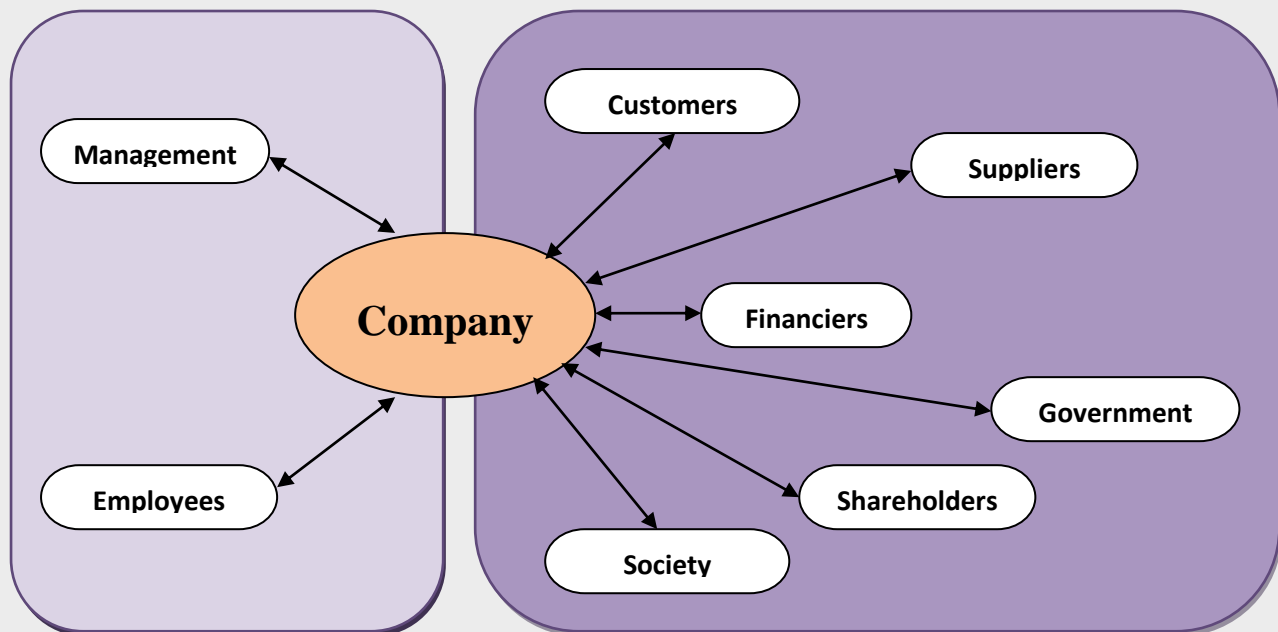 Customers
Management
Suppliers
Company
Financiers
Government
Employees
Shareholders
Society